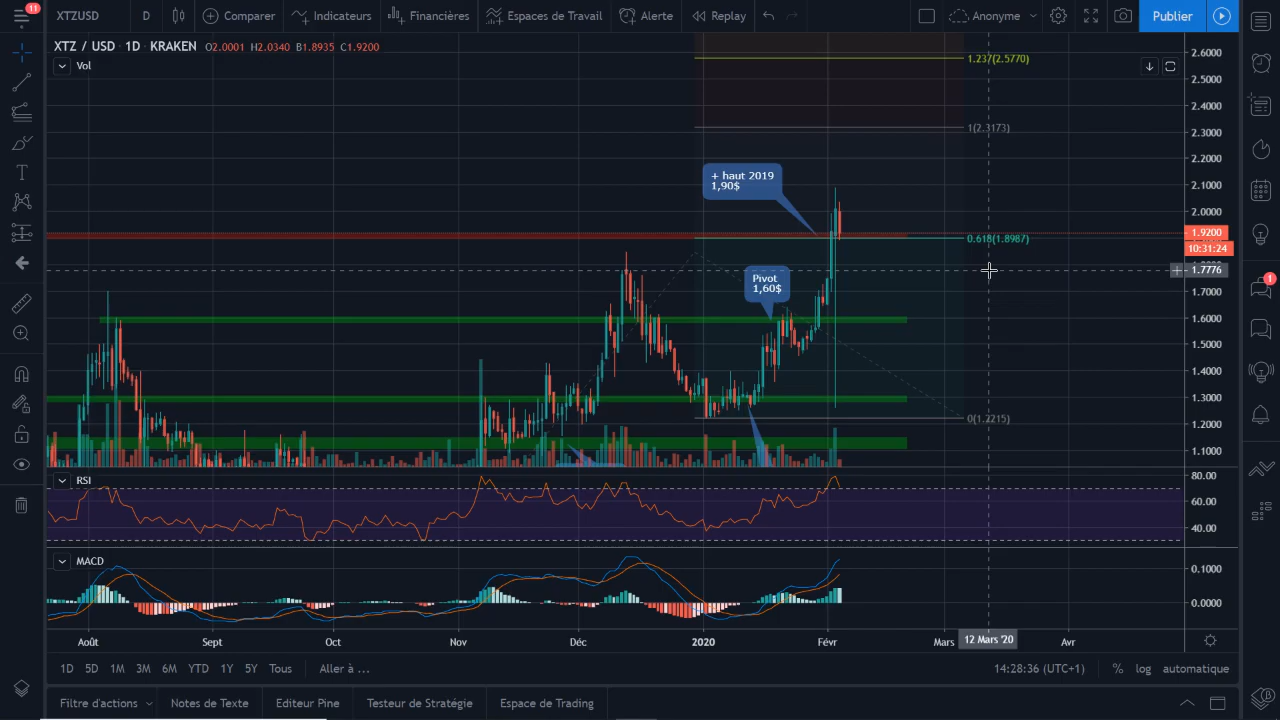 11
XTZUSD
D
Comparer
Indicateurs
Financières
Espaces de Travail
Alerte
Replay
Anonyme
Publier
XTZ / USD · 1D · KRAKEN O2.0001 H2.0340 B1.8935 C1.9200
Vol
2.6000
1.237(2.5770)
2.5000
2.4000
2.3000
1(2.3173)
2.2000
+ haut 2019
1,90$
2.1000
2.0000
1.9200
0.618(1.8987)
10:31:24
1.7776
Pivot
1,60$
1.7000
1.6000
1.5000
1.4000
1.3000
0(1.2215)
1.2000
1.1000
1
RSI
80.00
60.00
40.00
MACD
0.1000
0.0000
Août
Sept
Oct
Nov
Déc
2020
Févr
Mars
12 Mars '20
Avr
1D 5D 1M 3M 6M YTD 1Y 5Y Tous Aller à ...
14:28:36 (UTC+1) % log automatique
Filtre d'actions
Notes de Texte
Editeur Pine
Testeur de Stratégie
Espace de Trading